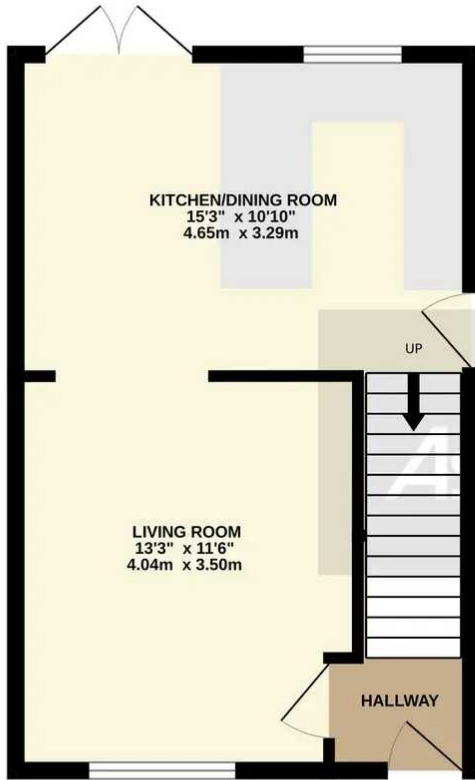 KITCHEN/DINING ROOM
15'3" x 10'10"
4.65m x 3.29m
UP
LIVING ROOM
13'3" x 11'6"
4.04m x 3.50m
HALLWAY